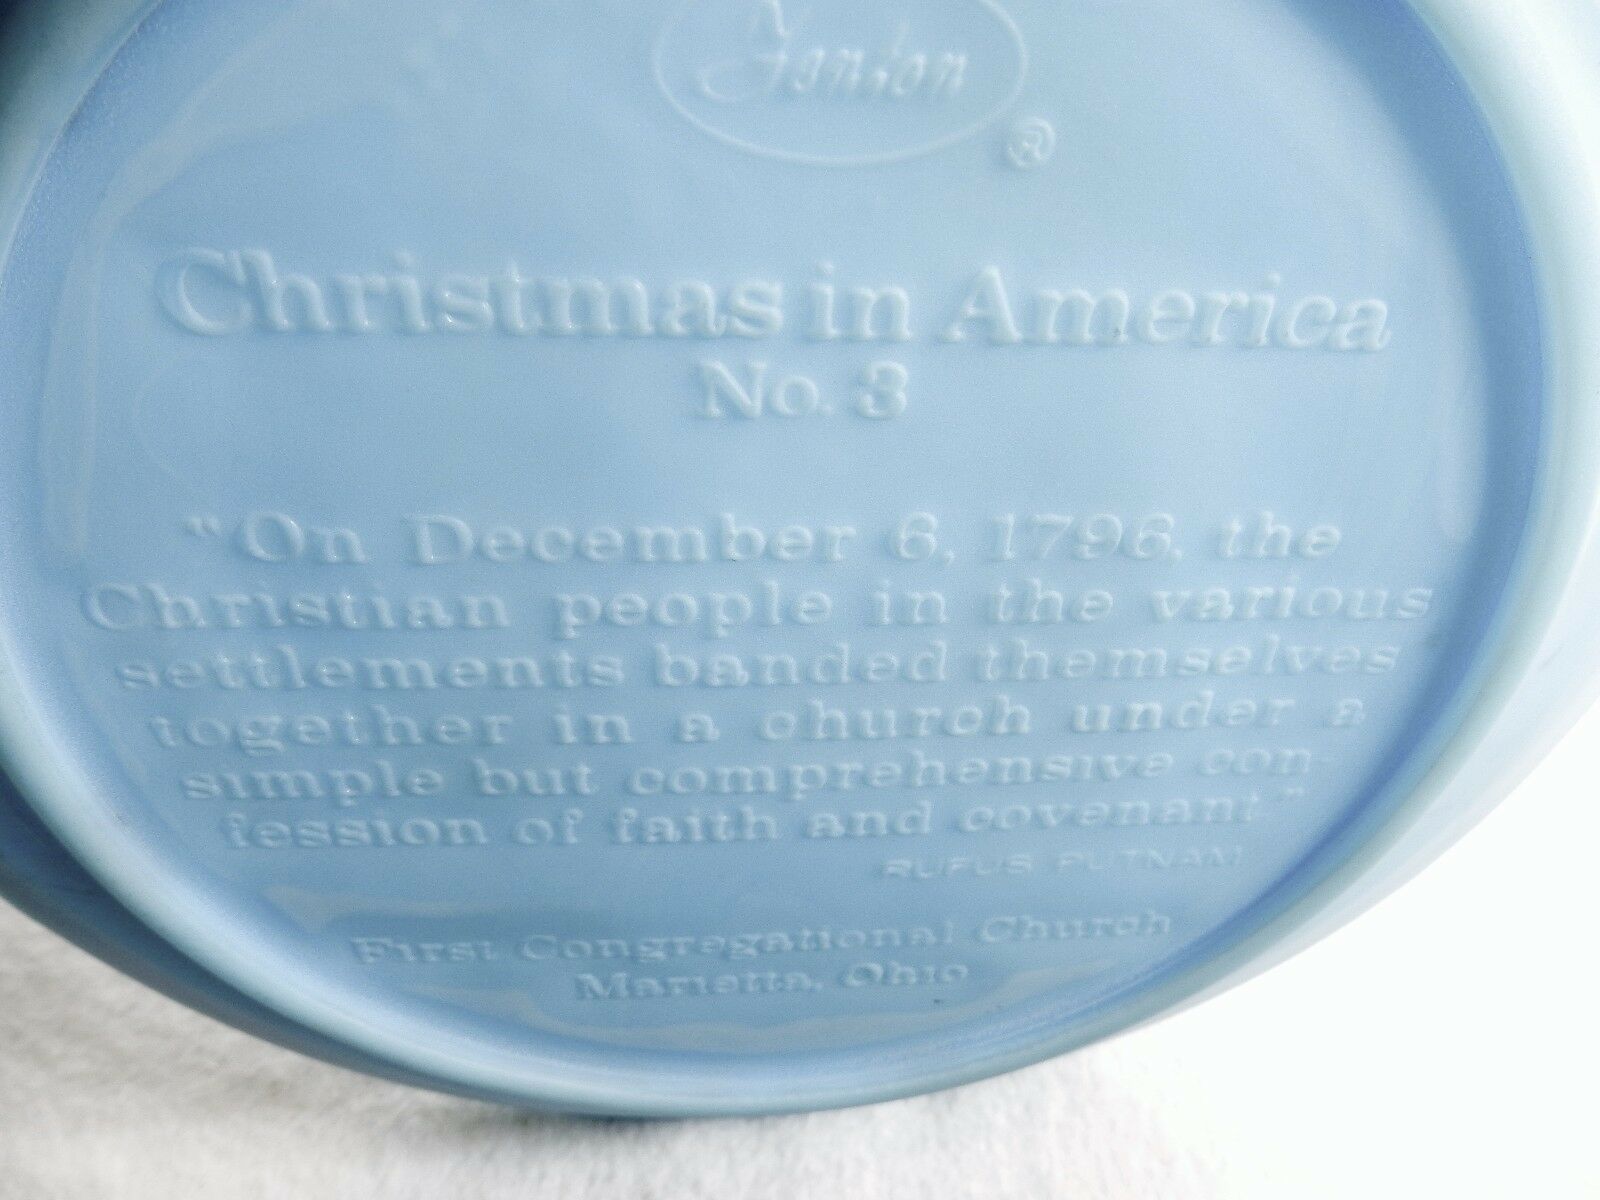 Fenton
®
Christmas in America
No. 3
"On December 6, 1796, the
Christian people in the various
settlements banded themselves
together in a church under a
simple but comprehensive con-
fession of faith and covenant"
RUFUS PUTNAM
First Congregational Church
Marietta, Ohio